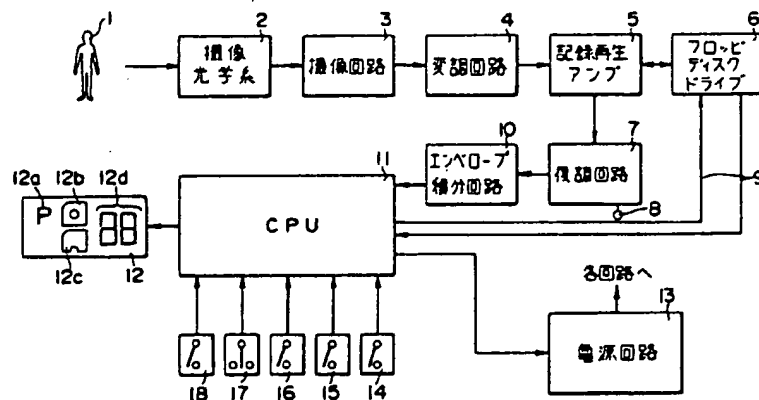 1
2
3
4
5
6
撮像
光学系
撮像回路
変調回路
記録再生
アンプ
フロッピ
ディスク
ドライブ
10
7
エンベロープ
積分回路
復調回路
9
8
11
CPU
12a
12b
12d
P
12c
12
各回路へ
13
電源回路
18
17
16
15
14